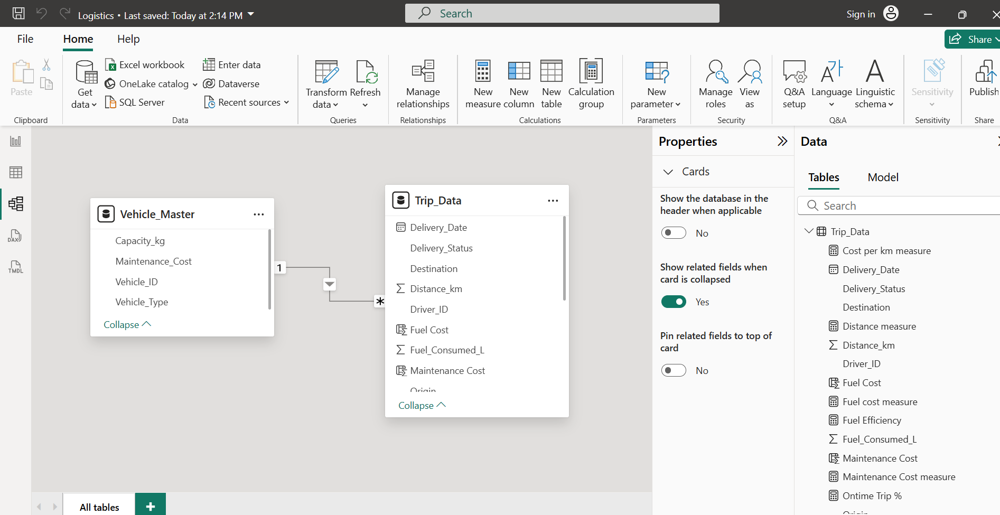 Logistics • Last saved: Today at 2:14 PM
Search
Sign in
File
Home
Help
Share
Paste
Clipboard
Get data
Excel workbook
OneLake catalog
SQL Server
Enter data
Dataverse
Recent sources
Data
Transform data
Refresh
Queries
Manage relationships
Relationships
New measure
New column
New table
Calculation group
Calculations
New parameter
Parameters
Manage roles
View as
Security
Q&A setup
Language
Linguistic schema
Q&A
Sensitivity
Sensitivity
Publish
Share
DAX
TMDL
Vehicle_Master
Capacity_kg
Maintenance_Cost
Vehicle_ID
Vehicle_Type
Collapse
1
*
Trip_Data
Delivery_Date
Delivery_Status
Destination
Distance_km
Driver_ID
Fuel Cost
Fuel_Consumed_L
Maintenance Cost
Origin
Collapse
All tables
+
Properties
Cards
Show the database in the
header when applicable
No
Show related fields when
card is collapsed
Yes
Pin related fields to top of
card
No
Data
Tables
Model
Search
Trip_Data
Cost per km measure
Delivery_Date
Delivery_Status
Destination
Distance measure
Distance_km
Driver_ID
Fuel Cost
Fuel cost measure
Fuel Efficiency
Fuel_Consumed_L
Maintenance Cost
Maintenance Cost measure
Ontime Trip %
Origin